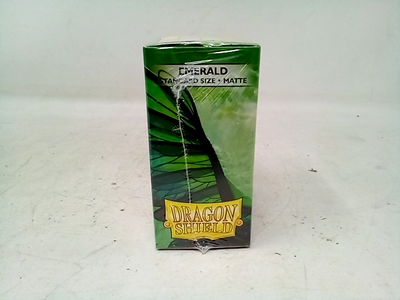 EMERALD
STANDARD SIZE • MATTE
DRAGON
SHIELD